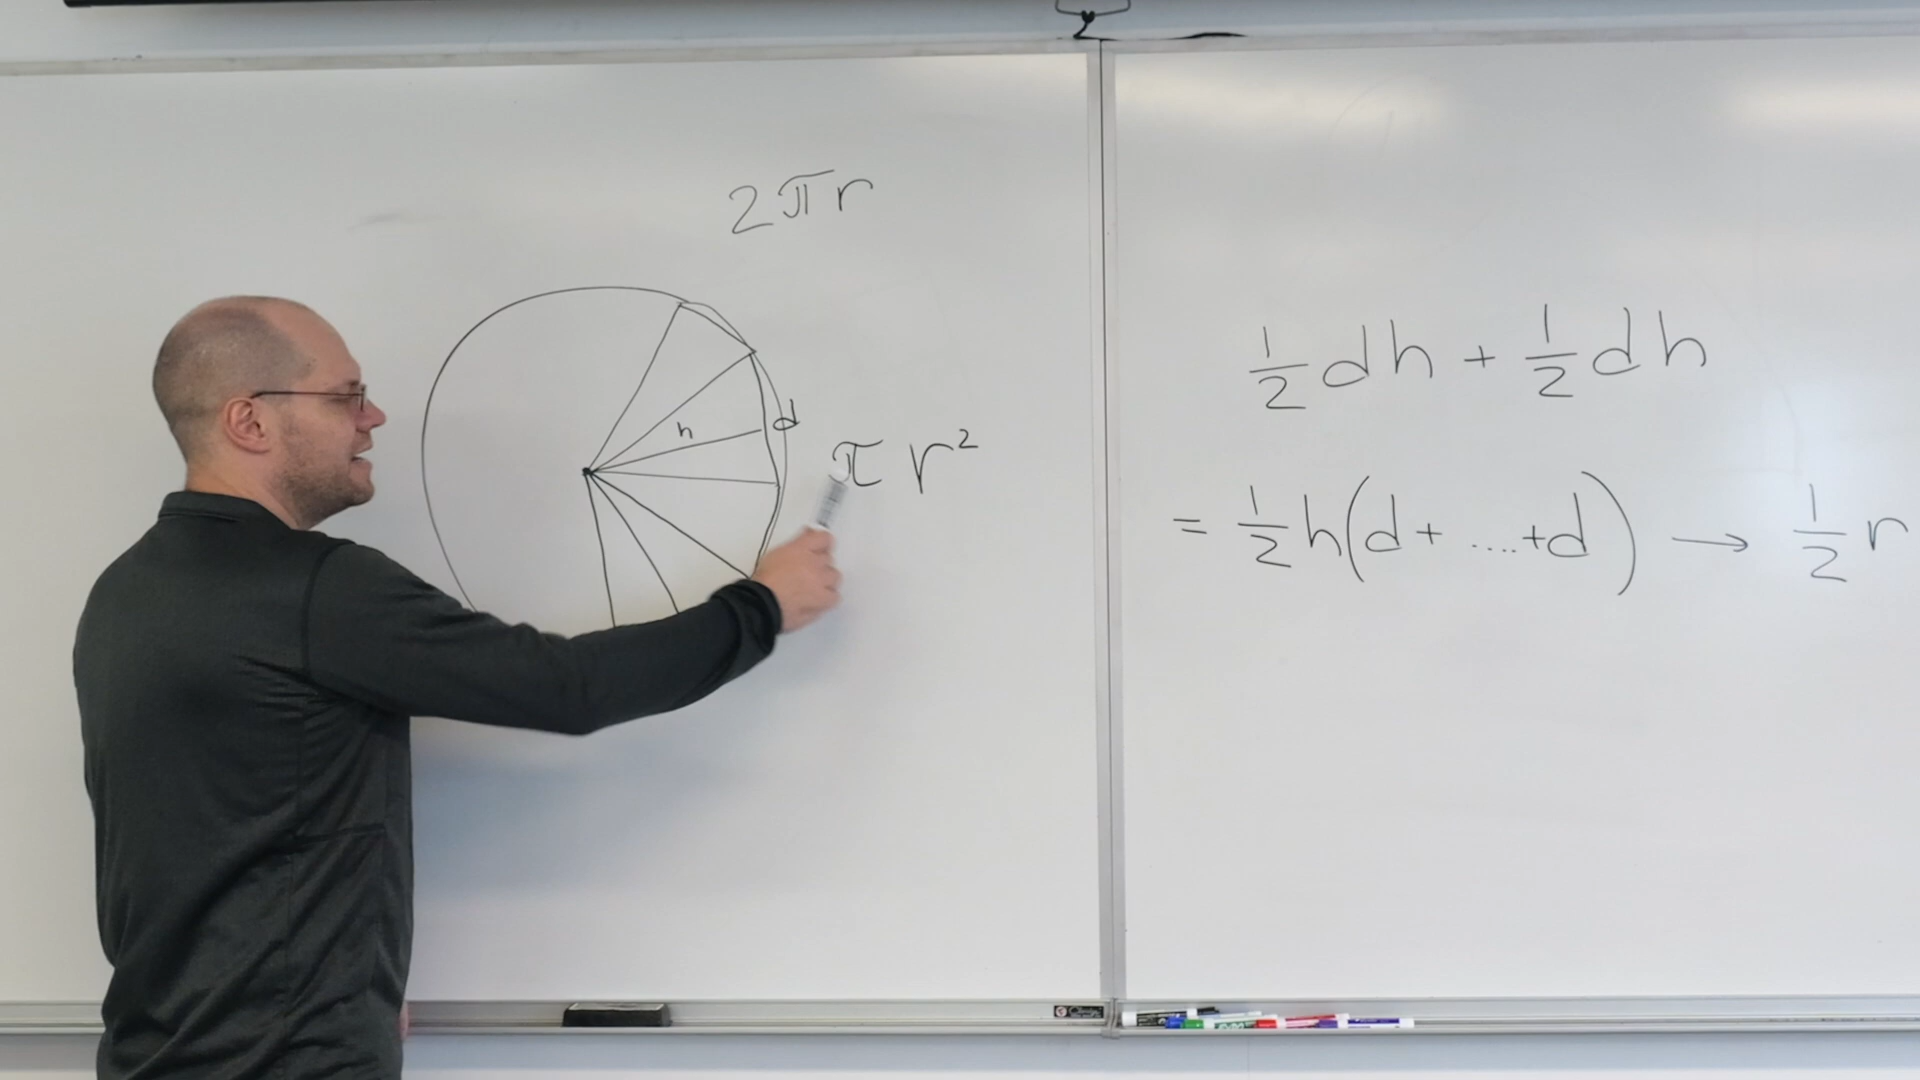 2πr
h
d
πr²
½dh + ½dh
= ½h(d+ ....+d) → ½r